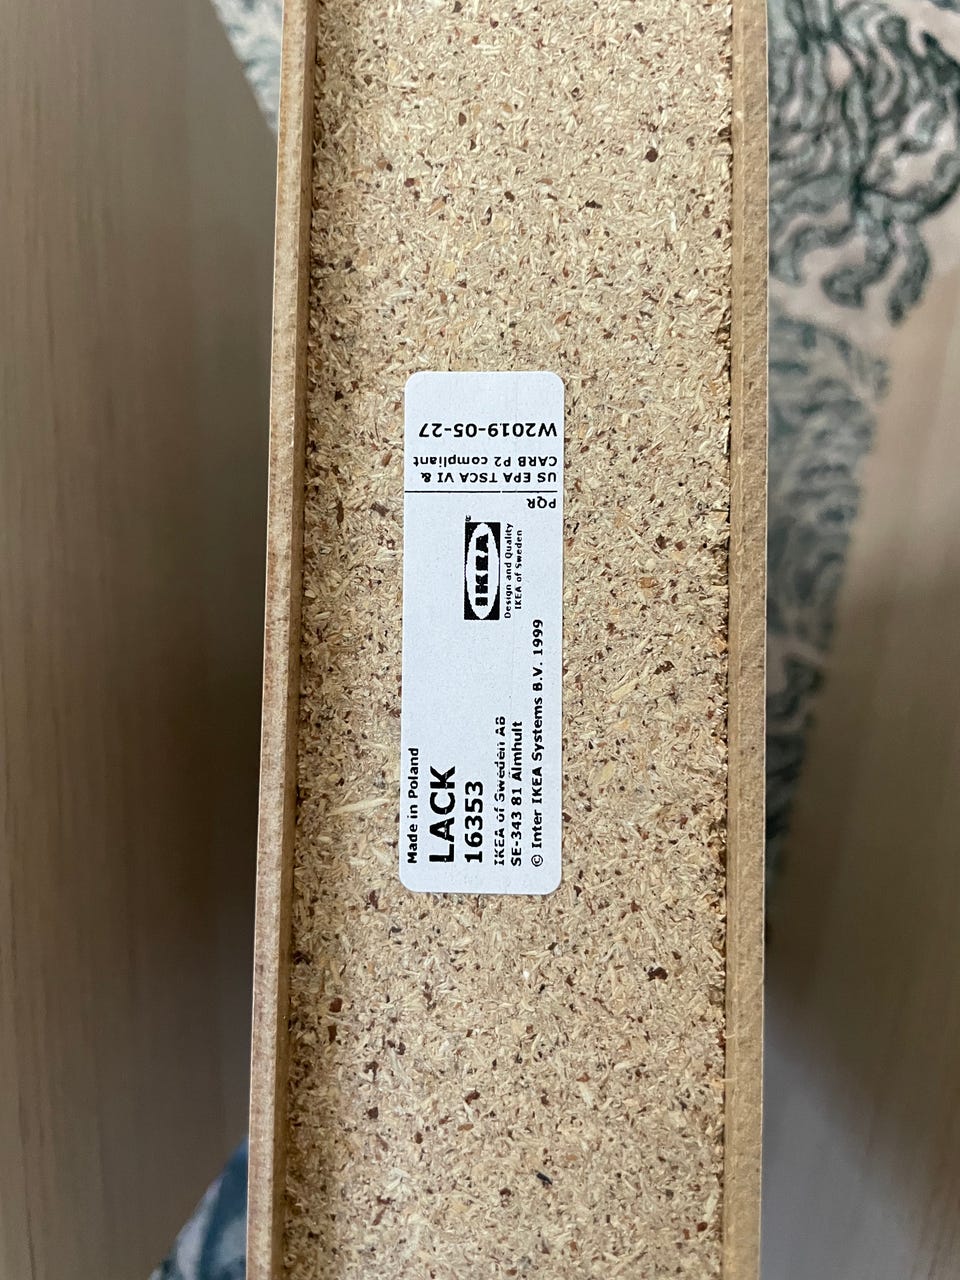 Made in Poland
LACK
16353
IKEA of Sweden AB
SE-343 81 Älmhult
© Inter IKEA Systems B.V. 1999
IKEA®
Design and Quality
IKEA of Sweden
PQR
US EPA TSCA VI &
CARB P2 compliant
W2019-05-27